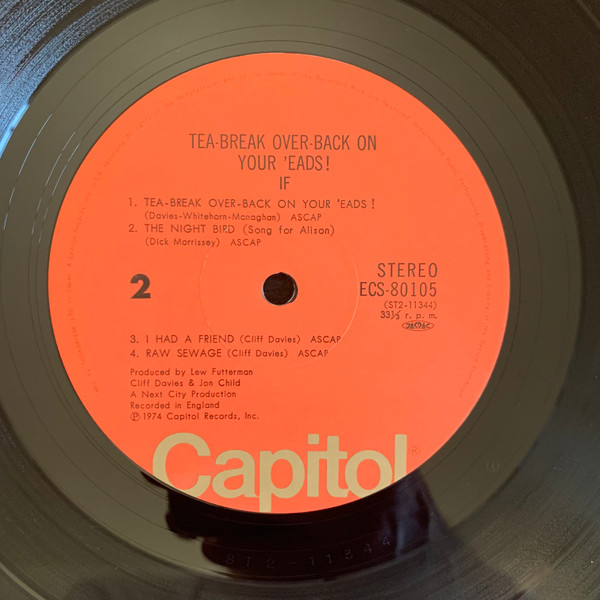 TEA-BREAK OVER-BACK ON
YOUR 'EADS!
IF
1. TEA-BREAK OVER-BACK ON YOUR 'EADS!
(Davies-Whitehorn-Monaghan) ASCAP
2. THE NIGHT BIRD (Song for Alison)
(Dick Morrissey) ASCAP
2
STEREO
ECS-80105
(ST2-11344)
33⅓ r. p. m.
JASRAC
3. I HAD A FRIEND (Cliff Davies) ASCAP
4. RAW SEWAGE (Cliff Davies) ASCAP
Produced by Lew Futterman
Cliff Davies & Jon Child
A Next City Production
Recorded in England
Ⓟ 1974 Capitol Records, Inc.
Capitol®
ST2-11344